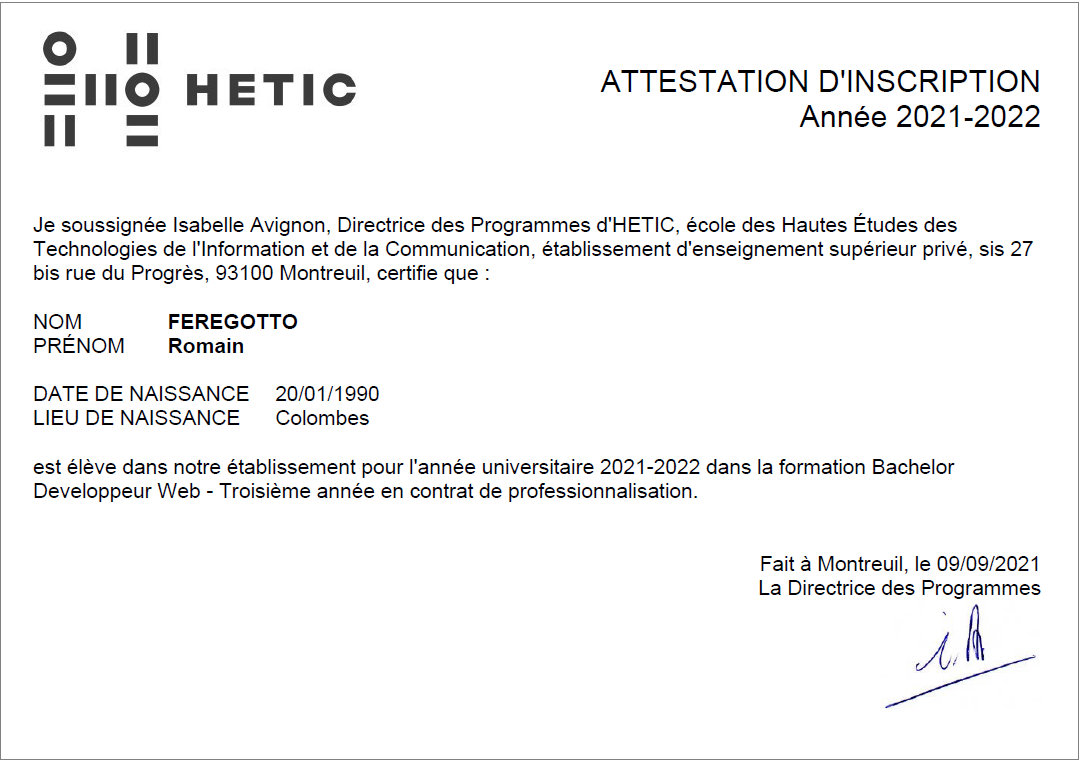 HETIC
ATTESTATION D'INSCRIPTION
Année 2021-2022
Je soussignée Isabelle Avignon, Directrice des Programmes d'HETIC, école des Hautes Études des
Technologies de l'Information et de la Communication, établissement d'enseignement supérieur privé, sis 27
bis rue du Progrès, 93100 Montreuil, certifie que :
NOM FEREGOTTO
PRÉNOM Romain
DATE DE NAISSANCE 20/01/1990
LIEU DE NAISSANCE Colombes
est élève dans notre établissement pour l'année universitaire 2021-2022 dans la formation Bachelor
Developpeur Web - Troisième année en contrat de professionnalisation.
Fait à Montreuil, le 09/09/2021
La Directrice des Programmes